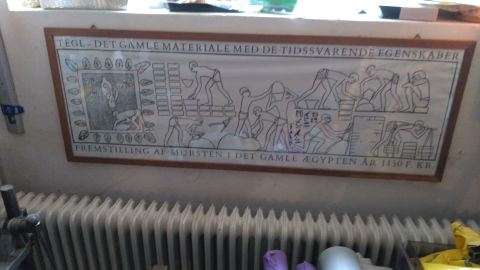 TEGL - DET GAMLE MATERIALE MED DE TIDSSVARENDE EGENSKABER
FREMSTILLING AF MURSTEN I DET GAMLE ÆGYPTEN ÅR 1450 F. KR.